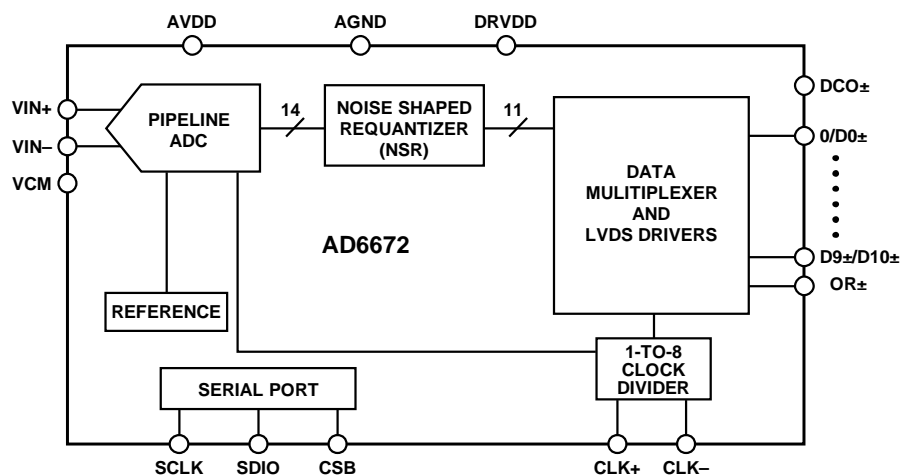 AVDD
AGND
DRVDD
VIN+
VIN–
VCM
PIPELINE
ADC
14
NOISE SHAPED
REQUANTIZER
(NSR)
11
DATA
MULITIPLEXER
AND
LVDS DRIVERS
DCO±
0/D0±
D9±/D10±
OR±
AD6672
REFERENCE
1-TO-8
CLOCK
DIVIDER
SERIAL PORT
SCLK
SDIO
CSB
CLK+
CLK–